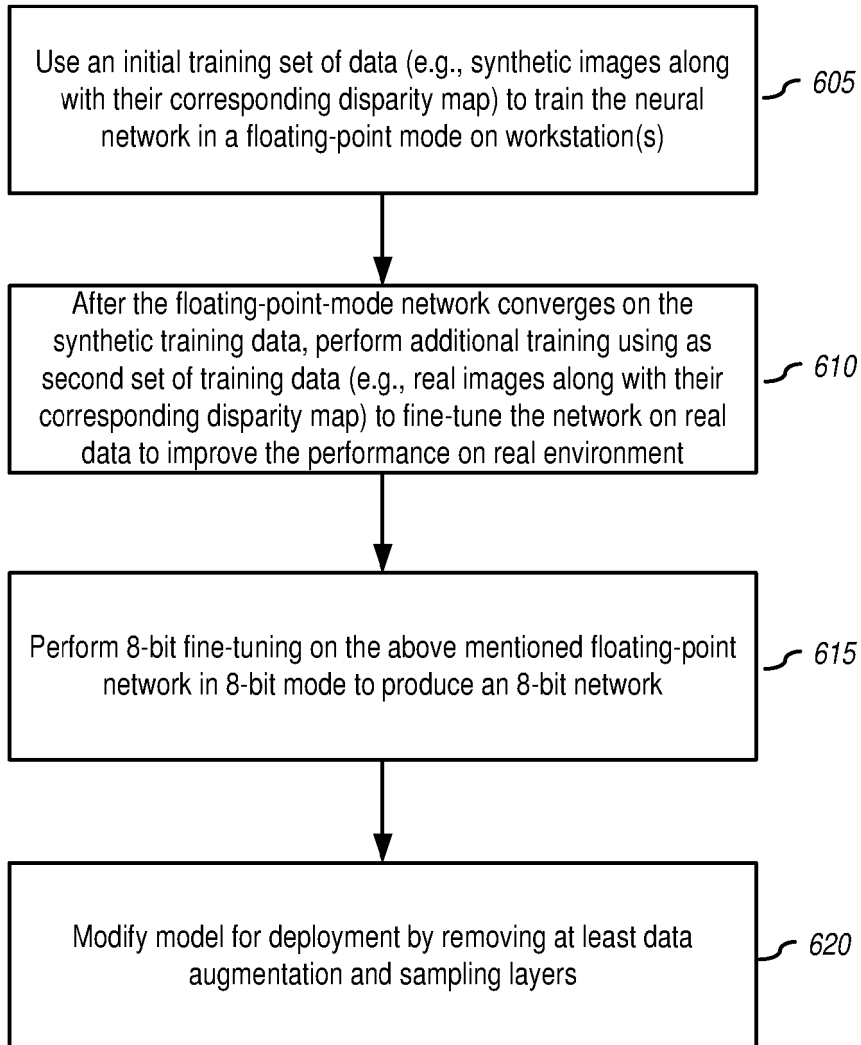 Use an initial training set of data (e.g., synthetic images along
with their corresponding disparity map) to train the neural
network in a floating-point mode on workstation(s)
605
After the floating-point-mode network converges on the
synthetic training data, perform additional training using as
second set of training data (e.g., real images along with their
corresponding disparity map) to fine-tune the network on real
data to improve the performance on real environment
610
Perform 8-bit fine-tuning on the above mentioned floating-point
network in 8-bit mode to produce an 8-bit network
615
Modify model for deployment by removing at least data
augmentation and sampling layers
620